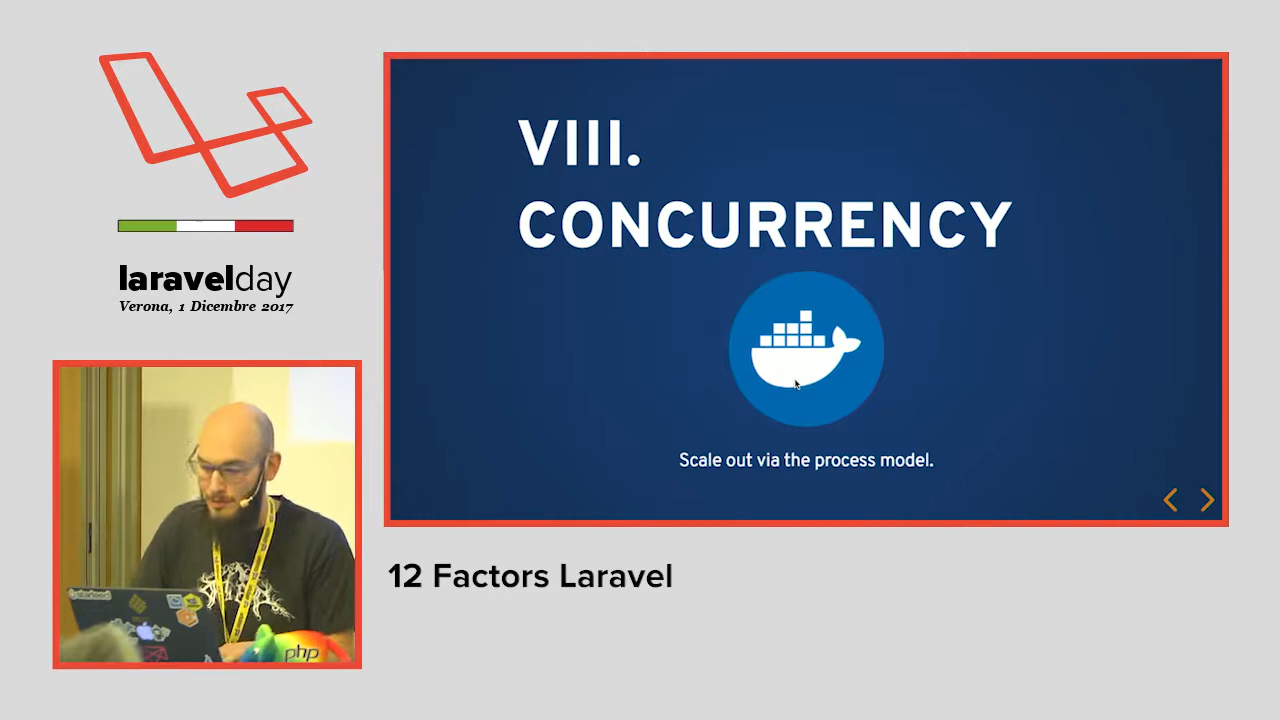 laravelday
Verona, 1 Dicembre 2017
VIII.
CONCURRENCY
Scale out via the process model.
12 Factors Laravel
php